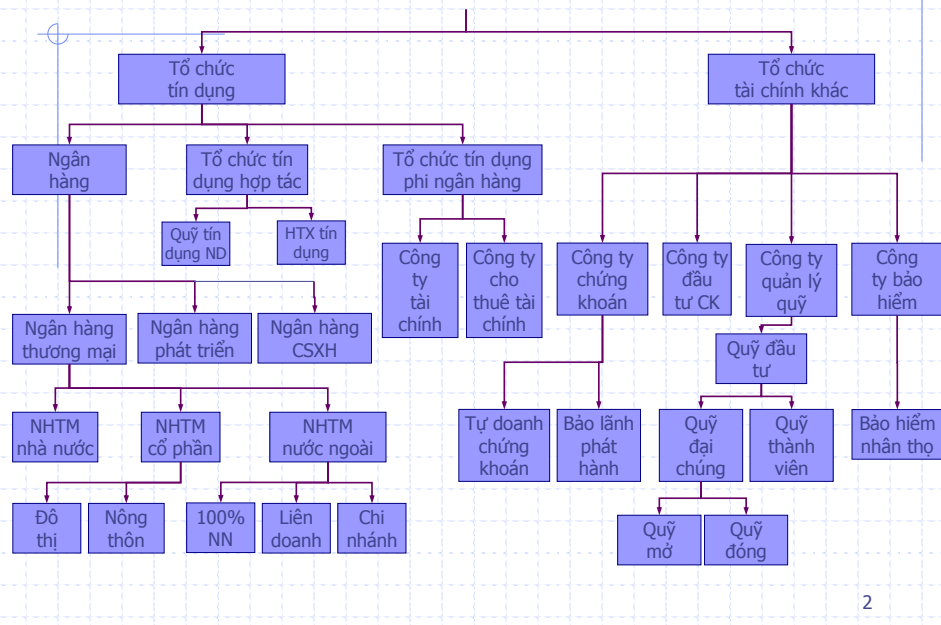 Tổ chức
tín dụng
Tổ chức
tài chính khác
Ngân
hàng
Tổ chức tín
dụng hợp tác
Tổ chức tín dụng
phi ngân hàng
Quỹ tín
dụng ND
HTX tín
dụng
Công
ty
tài
chính
Công ty
cho
thuê tài
chính
Công ty
chứng
khoán
Công ty
đầu
tư CK
Công ty
quản lý
quỹ
Công
ty bảo
hiểm
Ngân hàng
thương mại
Ngân hàng
phát triển
Ngân hàng
CSXH
Quỹ đầu
tư
NHTM
nhà nước
NHTM
cổ phần
NHTM
nước ngoài
Tự doanh
chứng
khoán
Bảo lãnh
phát
hành
Quỹ
đại
chúng
Quỹ
thành
viên
Bảo hiểm
nhân thọ
Đô
thị
Nông
thôn
100%
NN
Liên
doanh
Chi
nhánh
Quỹ
mở
Quỹ
đóng
2